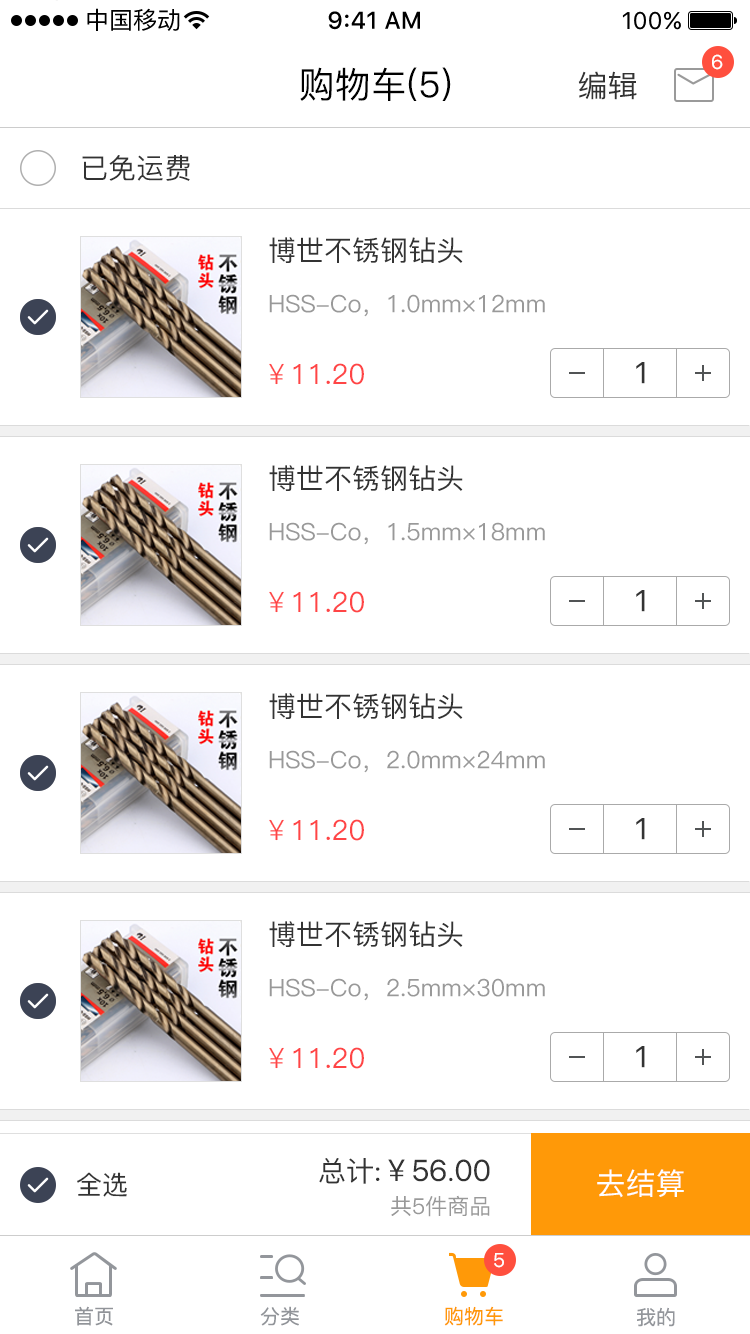 中国移动 9:41 AM 100%
购物车(5) 编辑 6
已免运费
博世不锈钢钻头
HSS-Co，1.0mm×12mm
¥ 11.20 − 1 +
钻头 不锈钢
博世不锈钢钻头
HSS-Co，1.5mm×18mm
¥ 11.20 − 1 +
钻头 不锈钢
博世不锈钢钻头
HSS-Co，2.0mm×24mm
¥ 11.20 − 1 +
钻头 不锈钢
博世不锈钢钻头
HSS-Co，2.5mm×30mm
¥ 11.20 − 1 +
钻头 不锈钢
全选 总计: ¥ 56.00 去结算
共5件商品
5
首页 分类 购物车 我的